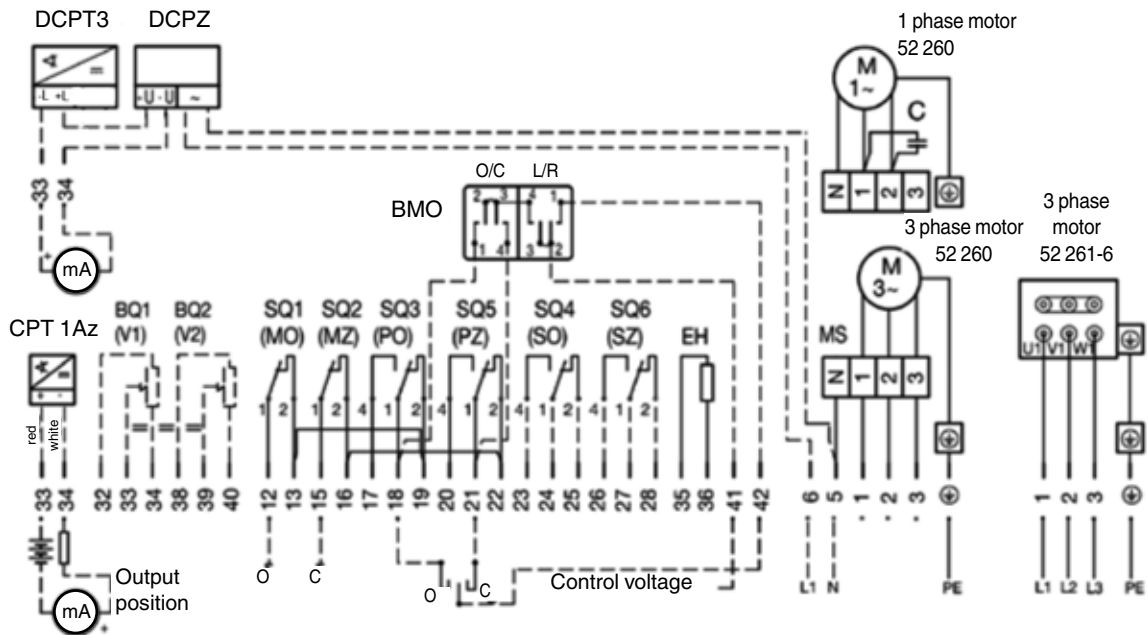 DCPT3 DCPZ
1 phase motor
52 260
A
-L +L
- U - U ~
M
1~
C
33 34
O/C L/R
2 3 4 1
BMO
1 4 3 2
N 1 2 3
mA
+
3 phase motor
52 260
3 phase
motor
52 261-6
M
3~
CPT 1Az
BQ1
(V1)
BQ2
(V2)
SQ1
(MO)
SQ2
(MZ)
SQ3
(PO)
SQ5
(PZ)
SQ4
(SO)
SQ6
(SZ)
EH
MS
U1 V1 W1
A
+ -
N 1 2 3
1 2 1 2 4 1 2 4 1 2 4 1 2 4 1 2
red
white
33 34 32 33 34 38 39 40 12 13 15 16 17 18 19 20 21 22 23 24 25 26 27 28 35 36 41 42 6 5 1 2 3 1 2 3
O C O C
Control voltage
Output
position
L1 N PE L1 L2 L3 PE
mA
+